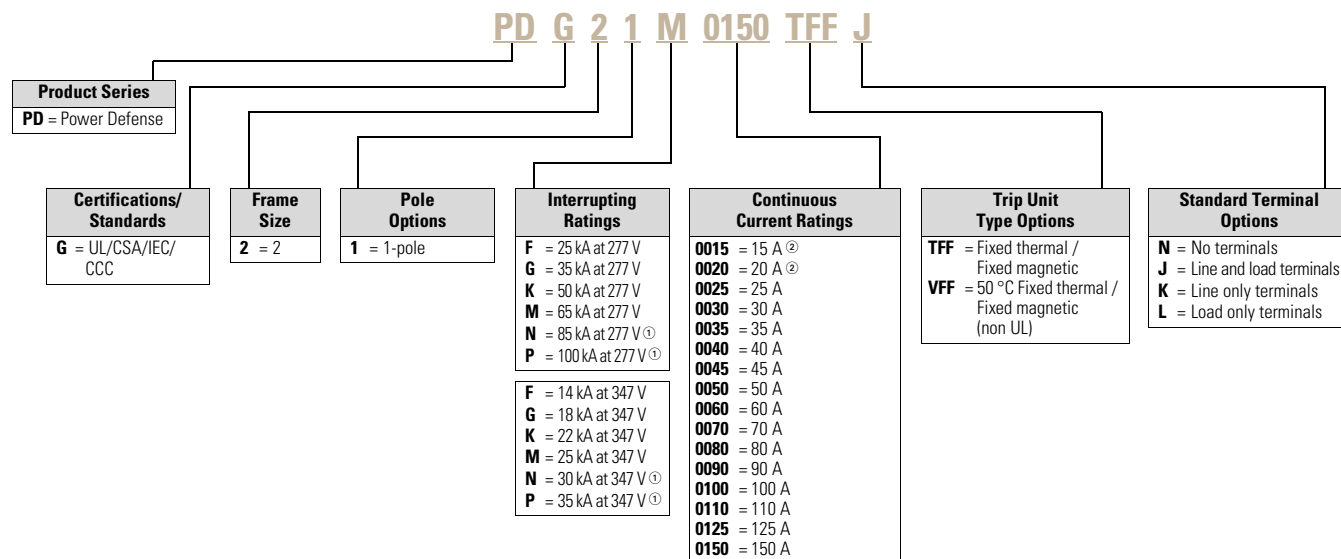 PD G 2 1 M 0150 TFF J
Product Series
PD = Power Defense
Certifications/
Standards
G = UL/CSA/IEC/
CCC
Frame
Size
2 = 2
Pole
Options
1 = 1-pole
Interrupting
Ratings
F = 25 kA at 277 V
G = 35 kA at 277 V
K = 50 kA at 277 V
M = 65 kA at 277 V
N = 85 kA at 277 V ①
P = 100 kA at 277 V ①
F = 14 kA at 347 V
G = 18 kA at 347 V
K = 22 kA at 347 V
M = 25 kA at 347 V
N = 30 kA at 347 V ①
P = 35 kA at 347 V ①
Continuous
Current Ratings
0015 = 15 A ②
0020 = 20 A ②
0025 = 25 A
0030 = 30 A
0035 = 35 A
0040 = 40 A
0045 = 45 A
0050 = 50 A
0060 = 60 A
0070 = 70 A
0080 = 80 A
0090 = 90 A
0100 = 100 A
0110 = 110 A
0125 = 125 A
0150 = 150 A
Trip Unit
Type Options
TFF = Fixed thermal /
Fixed magnetic
VFF = 50 °C Fixed thermal /
Fixed magnetic
(non UL)
Standard Terminal
Options
N = No terminals
J = Line and load terminals
K = Line only terminals
L = Load only terminals